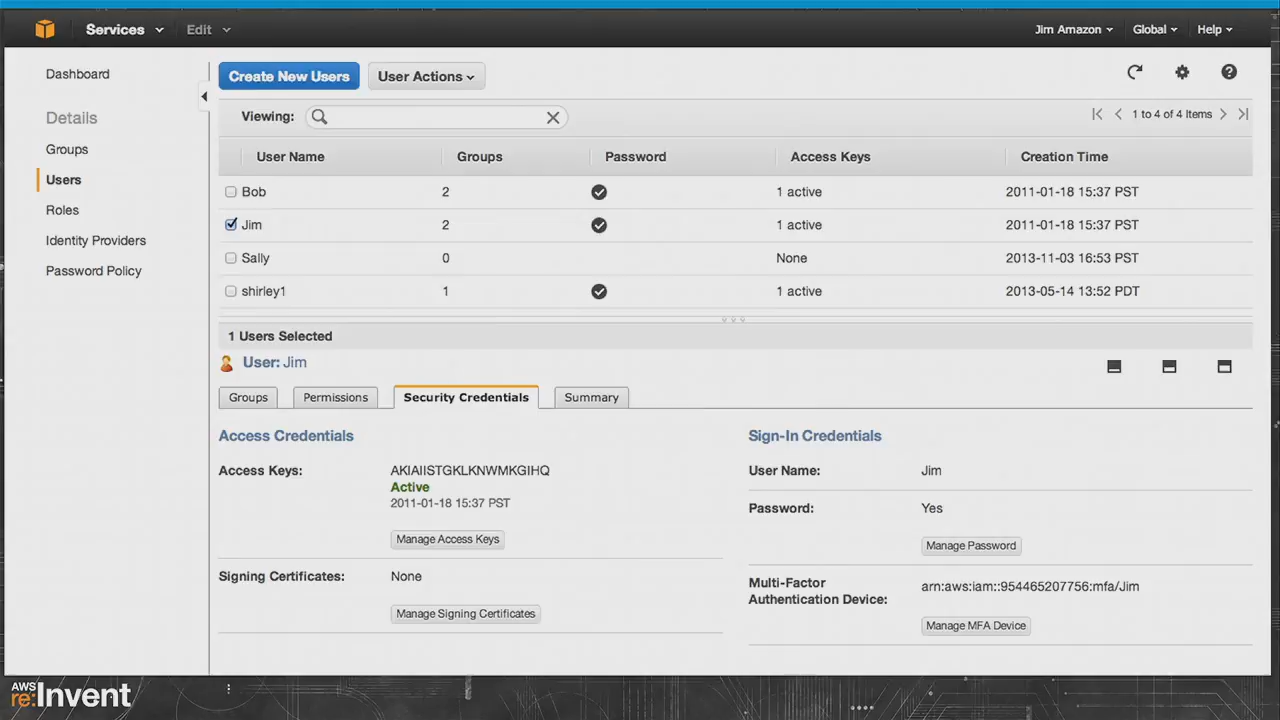 Services Edit Jim Amazon Global Help
Dashboard
Details
Groups
Users
Roles
Identity Providers
Password Policy
Create New Users User Actions
Viewing: 1 to 4 of 4 Items
User Name Groups Password Access Keys Creation Time
Bob 2 1 active 2011-01-18 15:37 PST
Jim 2 1 active 2011-01-18 15:37 PST
Sally 0 None 2013-11-03 16:53 PST
shirley1 1 1 active 2013-05-14 13:52 PDT
1 Users Selected
User: Jim
Groups Permissions Security Credentials Summary
Access Credentials
Access Keys: AKIAIISTGKLKNWMKGIHQ
Active
2011-01-18 15:37 PST
Manage Access Keys
Signing Certificates: None
Manage Signing Certificates
Sign-In Credentials
User Name: Jim
Password: Yes
Manage Password
Multi-Factor
Authentication Device: arn:aws:iam::954465207756:mfa/Jim
Manage MFA Device
AWS
re:Invent